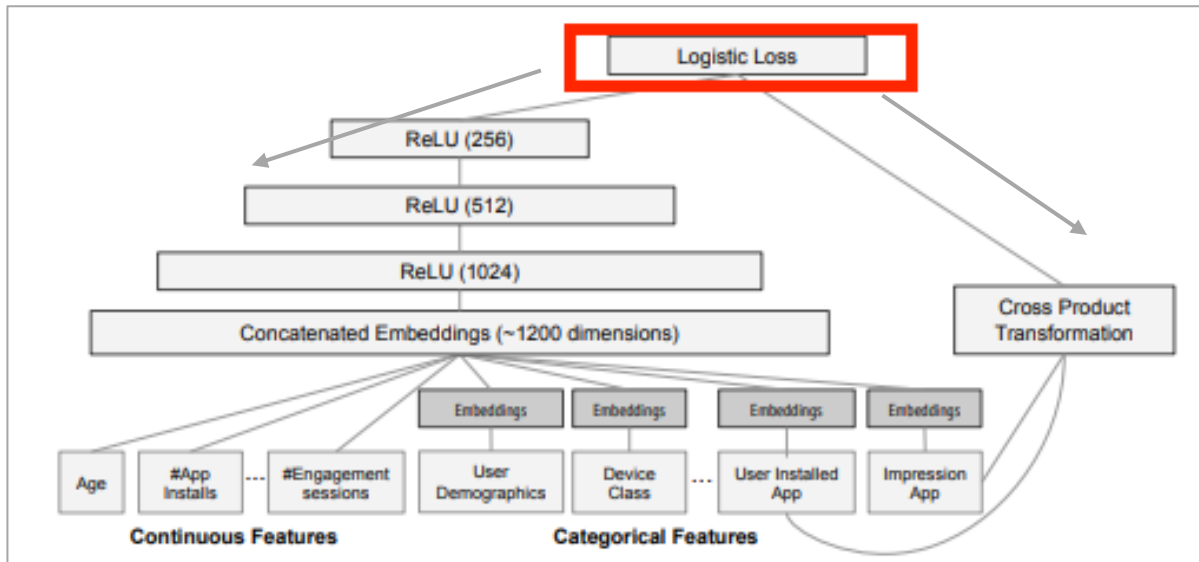 Logistic Loss
ReLU (256)
ReLU (512)
ReLU (1024)
Concatenated Embeddings (~1200 dimensions)
Cross Product
Transformation
Embeddings
Embeddings
Embeddings
Embeddings
Age
#App
Installs
...
#Engagement
sessions
User
Demographics
Device
Class
...
User Installed
App
Impression
App
Continuous Features
Categorical Features